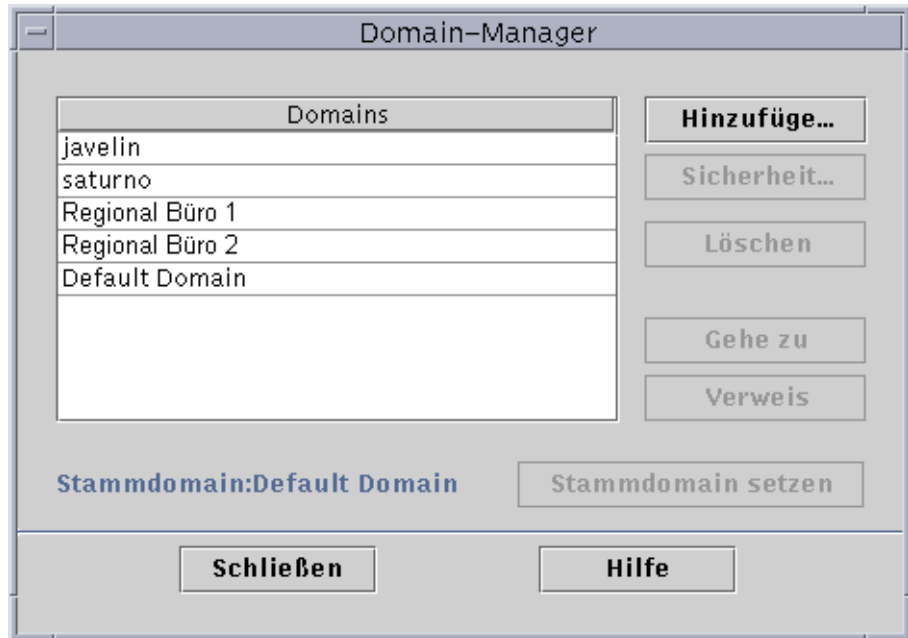 Domain-Manager
Domains
javelin
saturno
Regional Büro 1
Regional Büro 2
Default Domain
Hinzufüge...
Sicherheit...
Löschen
Gehe zu
Verweis
Stammdomain:Default Domain
Stammdomain setzen
Schließen
Hilfe